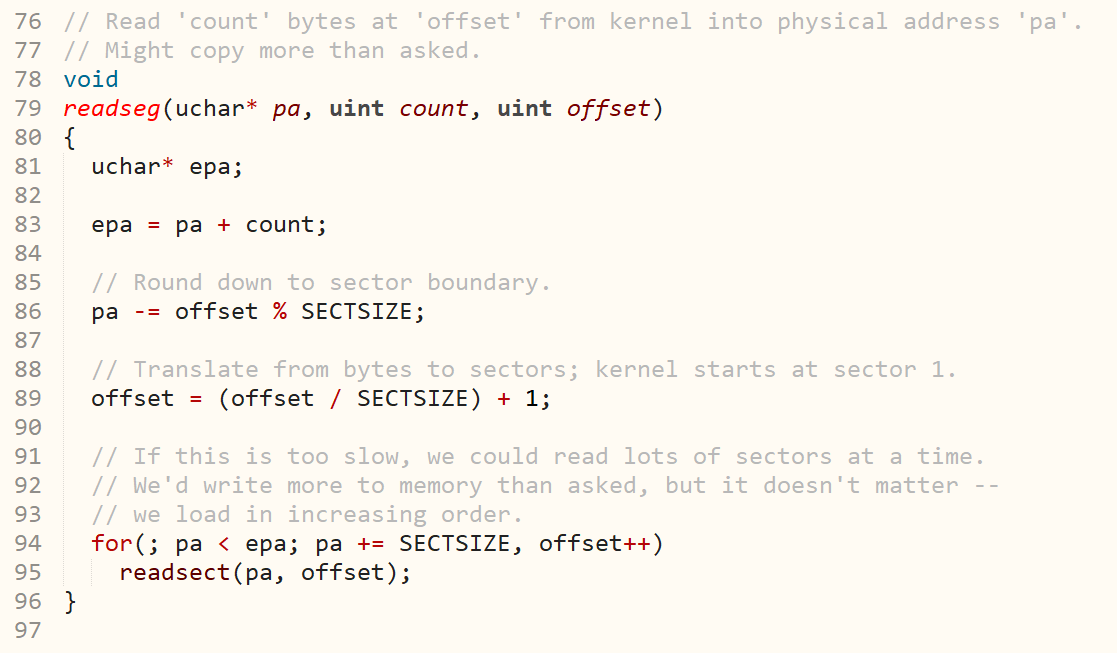 76 // Read 'count' bytes at 'offset' from kernel into physical address 'pa'.
77 // Might copy more than asked.
78 void
79 readseg(uchar* pa, uint count, uint offset)
80 {
81   uchar* epa;
82
83   epa = pa + count;
84
85   // Round down to sector boundary.
86   pa -= offset % SECTSIZE;
87
88   // Translate from bytes to sectors; kernel starts at sector 1.
89   offset = (offset / SECTSIZE) + 1;
90
91   // If this is too slow, we could read lots of sectors at a time.
92   // We'd write more to memory than asked, but it doesn't matter --
93   // we load in increasing order.
94   for(; pa < epa; pa += SECTSIZE, offset++)
95     readsect(pa, offset);
96 }
97